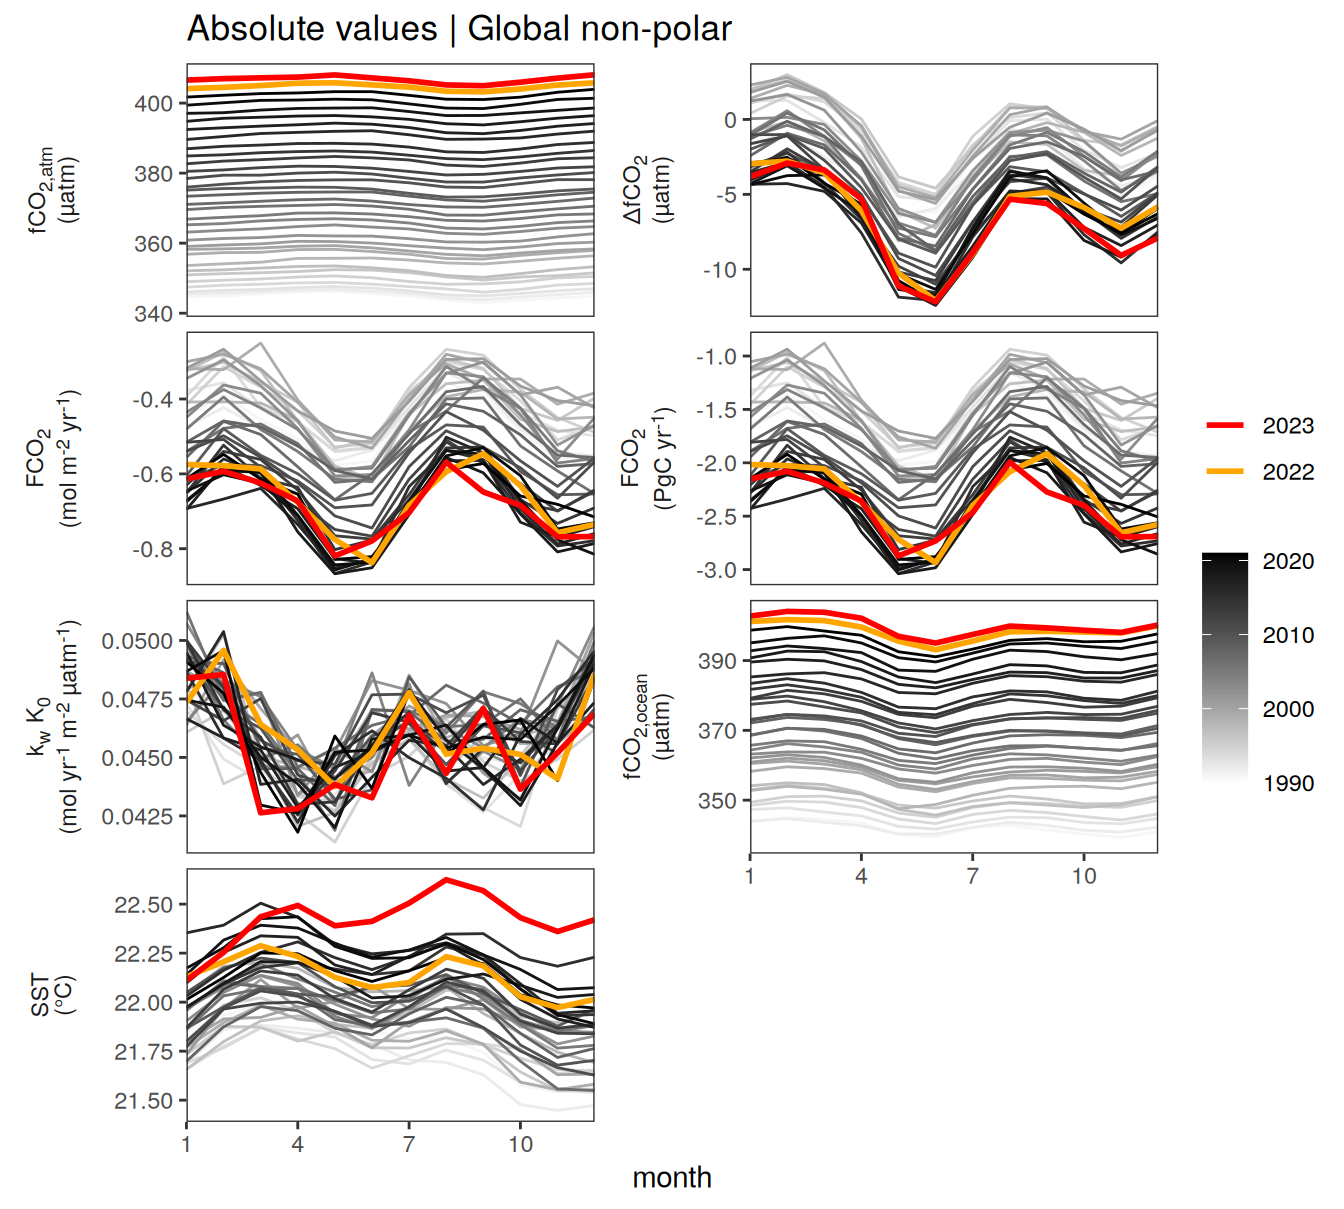 Absolute values | Global non-polar
fCO2,atm
(µatm)
400
380
360
340
ΔfCO2
(µatm)
0
-5
-10
FCO2
(mol m-2 yr-1)
-0.4
-0.6
-0.8
FCO2
(PgC yr-1)
-1.0
-1.5
-2.0
-2.5
-3.0
kw K0
(mol yr-1 m-2 µatm-1)
0.0500
0.0475
0.0450
0.0425
fCO2,ocean
(µatm)
390
370
350
1 4 7 10
SST
(°C)
22.50
22.25
22.00
21.75
21.50
1 4 7 10
month
2023
2022
2020
2010
2000
1990